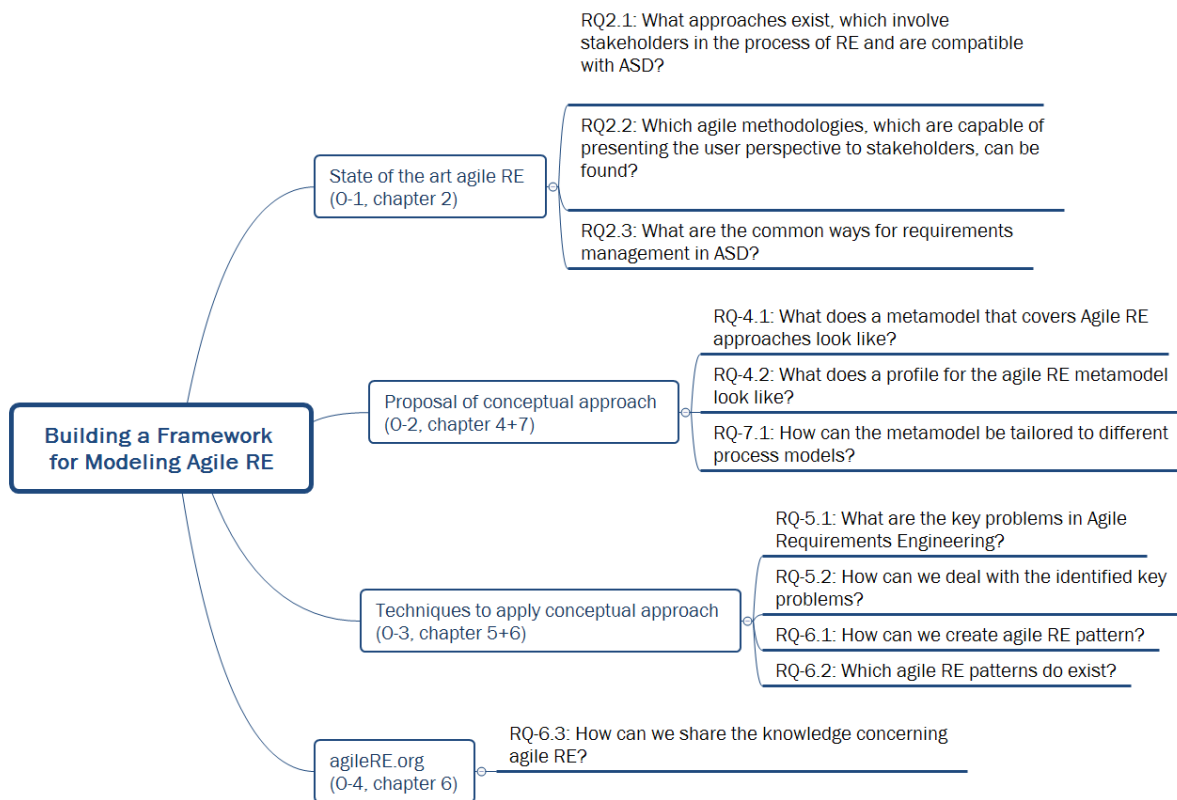 RQ2.1: What approaches exist, which involve
stakeholders in the process of RE and are compatible
with ASD?
RQ2.2: Which agile methodologies, which are capable of
presenting the user perspective to stakeholders, can be
found?
State of the art agile RE
(O-1, chapter 2)
RQ2.3: What are the common ways for requirements
management in ASD?
RQ-4.1: What does a metamodel that covers Agile RE
approaches look like?
RQ-4.2: What does a profile for the agile RE metamodel
look like?
Proposal of conceptual approach
(O-2, chapter 4+7)
RQ-7.1: How can the metamodel be tailored to different
process models?
Building a Framework
for Modeling Agile RE
RQ-5.1: What are the key problems in Agile
Requirements Engineering?
RQ-5.2: How can we deal with the identified key
problems?
Techniques to apply conceptual approach
(O-3, chapter 5+6)
RQ-6.1: How can we create agile RE pattern?
RQ-6.2: Which agile RE patterns do exist?
RQ-6.3: How can we share the knowledge concerning
agile RE?
agileRE.org
(O-4, chapter 6)